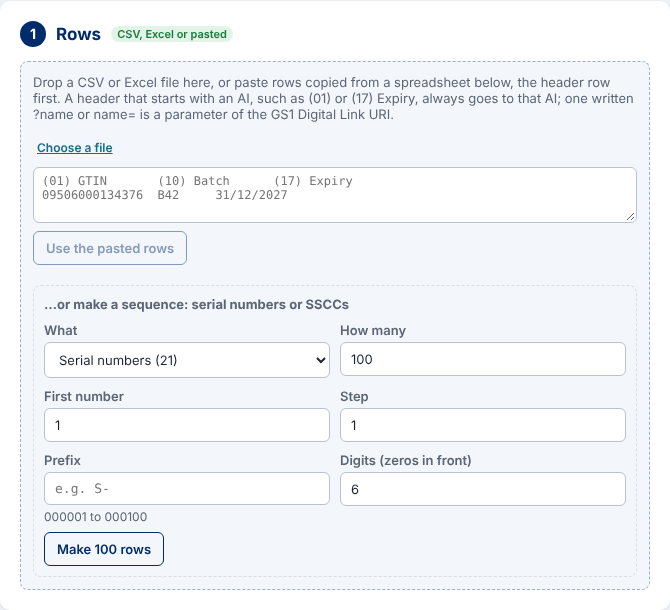 1 Rows CSV, Excel or pasted
Drop a CSV or Excel file here, or paste rows copied from a spreadsheet below, the header row
first. A header that starts with an AI, such as (01) or (17) Expiry, always goes to that AI; one written
?name or name= is a parameter of the GS1 Digital Link URI.
Choose a file
(01) GTIN (10) Batch (17) Expiry
09506000134376 B42 31/12/2027
Use the pasted rows
...or make a sequence: serial numbers or SSCCs
What How many
Serial numbers (21) 100
First number Step
1 1
Prefix Digits (zeros in front)
e.g. S- 6
000001 to 000100
Make 100 rows